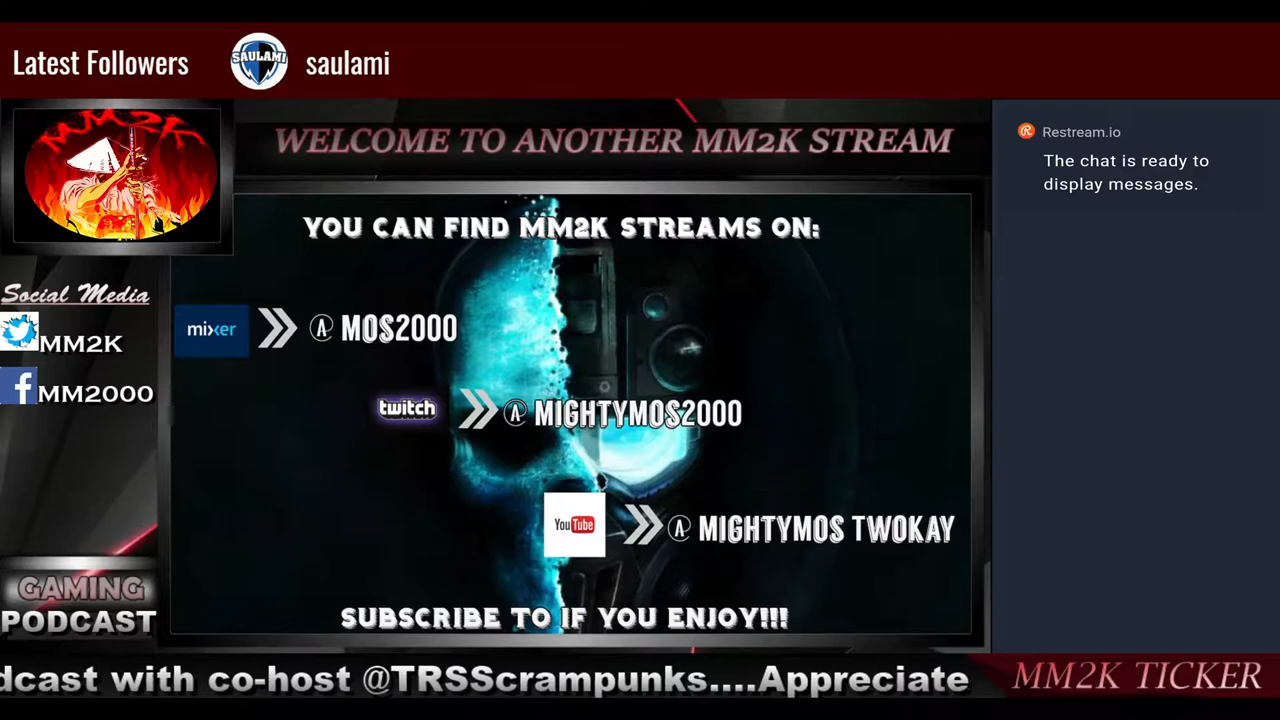 Latest Followers
SAULAMI
saulami
MM2K
WELCOME TO ANOTHER MM2K STREAM
Restream.io
The chat is ready to
display messages.
YOU CAN FIND MM2K STREAMS ON:
Social Media
MM2K
MM2000
mixer
@ MOS2000
twitch
@ MIGHTYMOS2000
YouTube
@ MIGHTYMOS TWOKAY
GAMING
PODCAST
SUBSCRIBE TO IF YOU ENJOY!!!
dcast with co-host @TRSScrampunks....Appreciate
MM2K TICKER